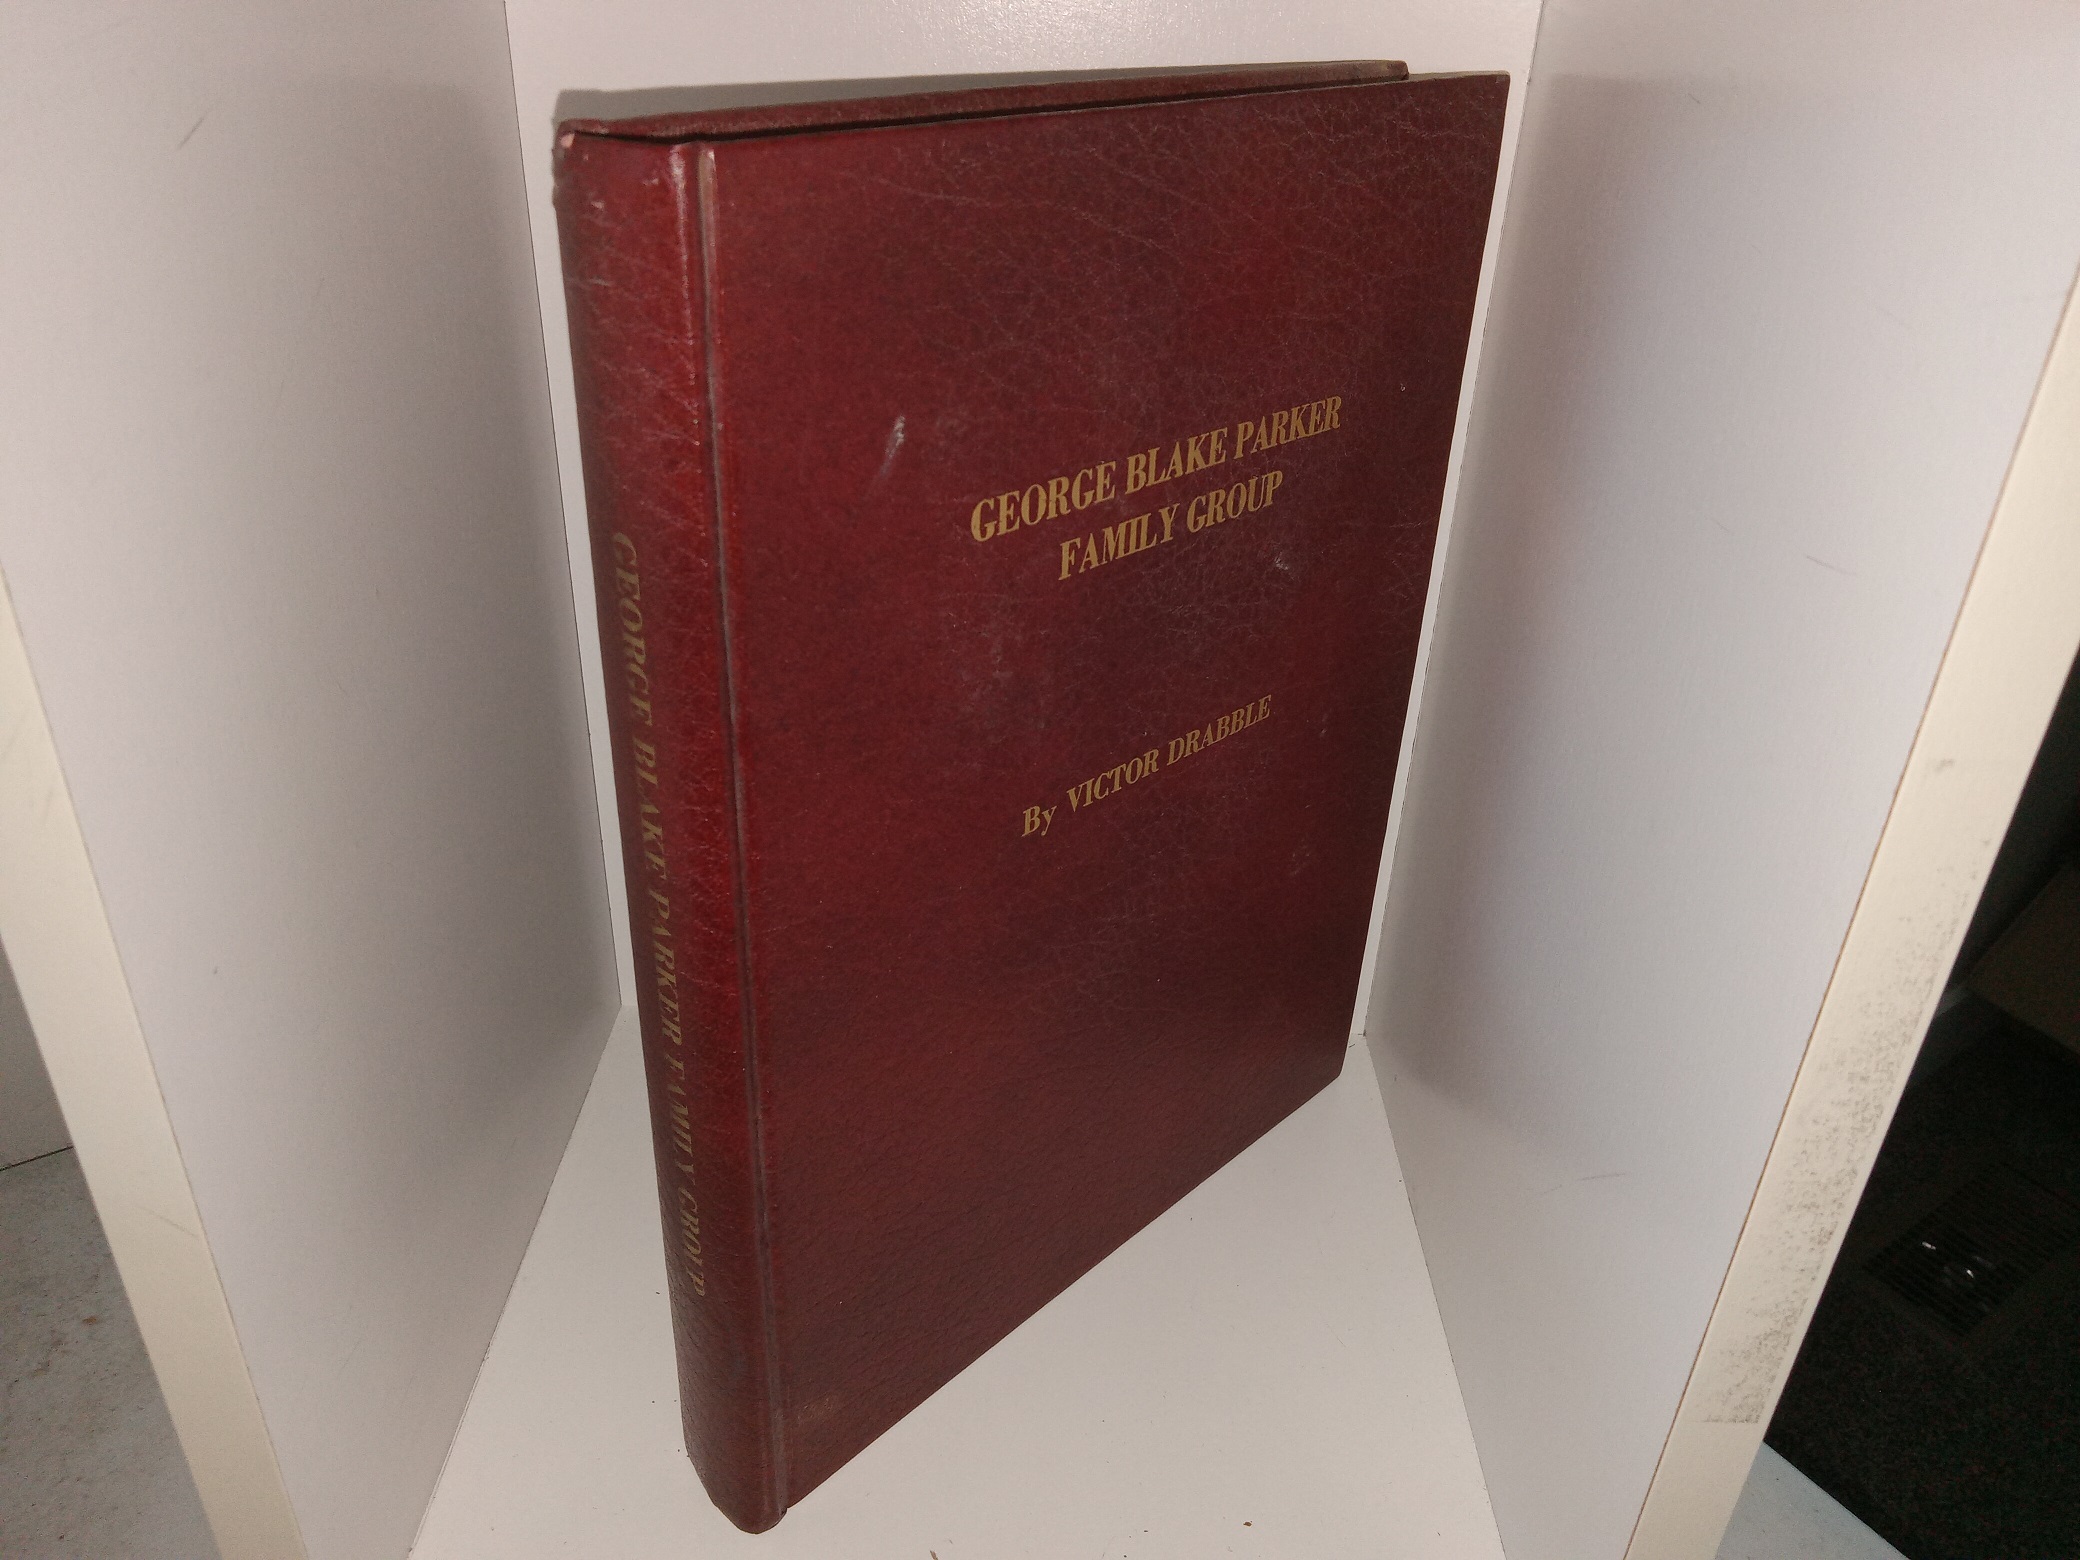 GEORGE BLAKE PARKER
FAMILY GROUP
By VICTOR DRABBLE
GEORGE BLAKE PARKER FAMILY GROUP